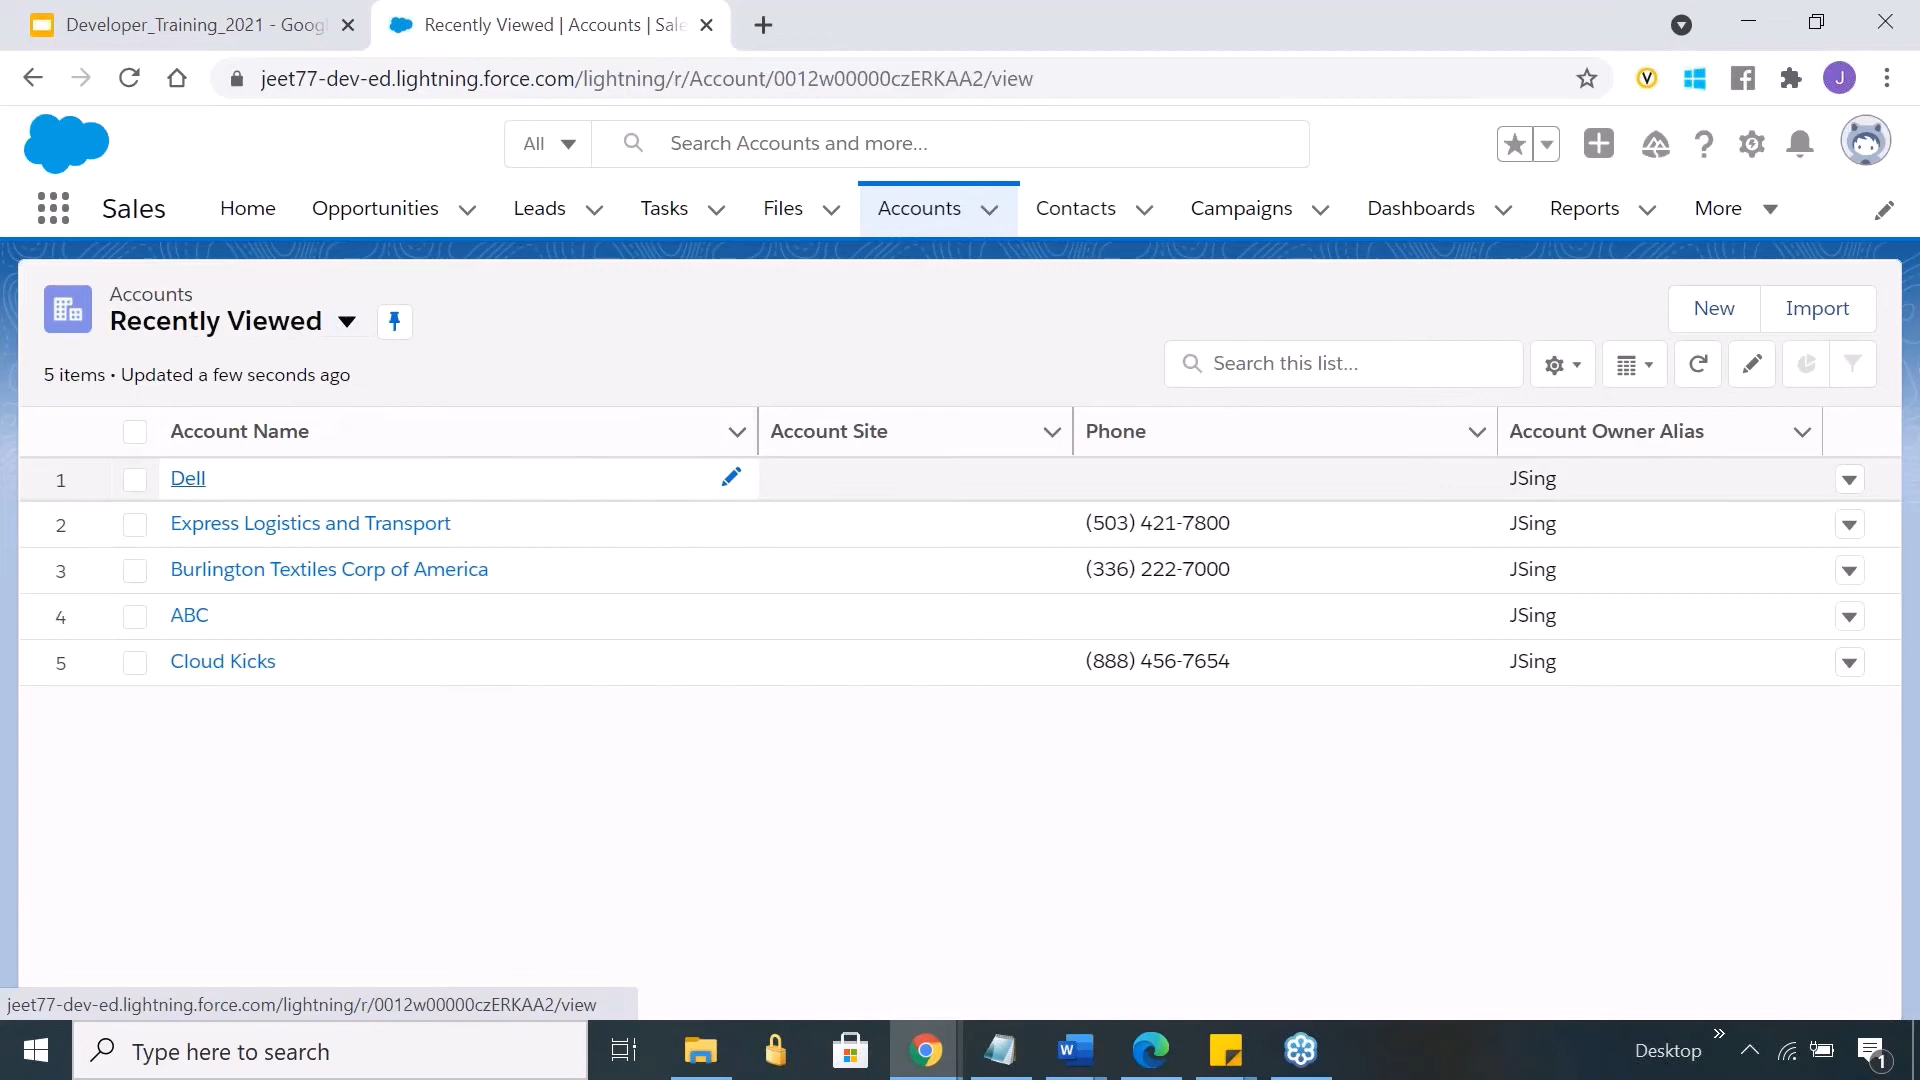 Developer_Training_2021 - Goog
Recently Viewed | Accounts | Sale
jeet77-dev-ed.lightning.force.com/lightning/r/Account/0012w00000czERKAA2/view
J
All
Search Accounts and more...
Sales
Home
Opportunities
Leads
Tasks
Files
Accounts
Contacts
Campaigns
Dashboards
Reports
More
Accounts
Recently Viewed
New
Import
5 items • Updated a few seconds ago
Search this list...
Account Name
Account Site
Phone
Account Owner Alias
1 Dell JSing
2 Express Logistics and Transport (503) 421-7800 JSing
3 Burlington Textiles Corp of America (336) 222-7000 JSing
4 ABC JSing
5 Cloud Kicks (888) 456-7654 JSing
jeet77-dev-ed.lightning.force.com/lightning/r/0012w00000czERKAA2/view
Type here to search
Desktop
1